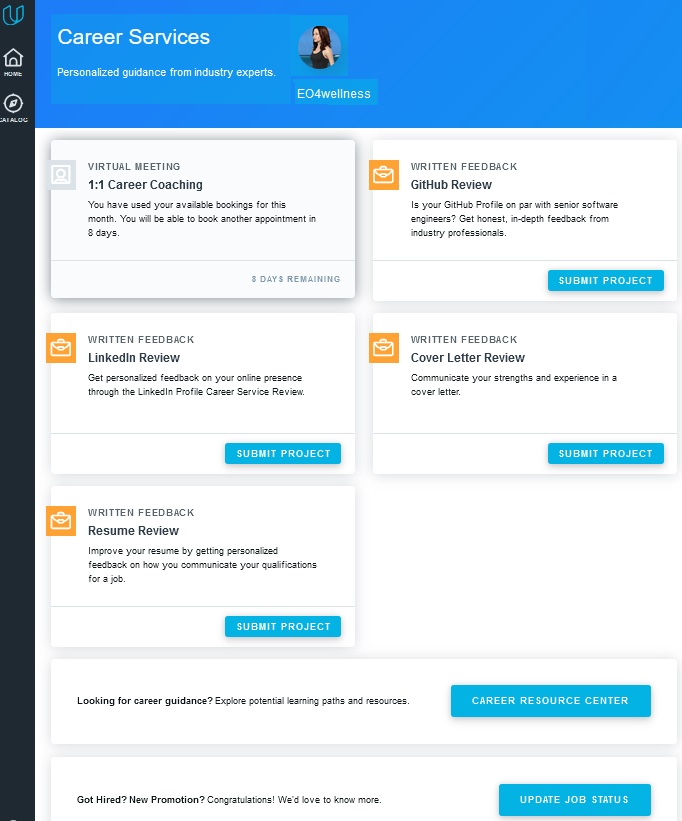 Career Services
Personalized guidance from industry experts.
EO4wellness
HOME
CATALOG
VIRTUAL MEETING
1:1 Career Coaching
You have used your available bookings for this
month. You will be able to book another appointment in
8 days.
8 DAYS REMAINING
WRITTEN FEEDBACK
GitHub Review
Is your GitHub Profile on par with senior software
engineers? Get honest, in-depth feedback from
industry professionals.
SUBMIT PROJECT
WRITTEN FEEDBACK
LinkedIn Review
Get personalized feedback on your online presence
through the LinkedIn Profile Career Service Review.
SUBMIT PROJECT
WRITTEN FEEDBACK
Cover Letter Review
Communicate your strengths and experience in a
cover letter.
SUBMIT PROJECT
WRITTEN FEEDBACK
Resume Review
Improve your resume by getting personalized
feedback on how you communicate your qualifications
for a job.
SUBMIT PROJECT
Looking for career guidance? Explore potential learning paths and resources.
CAREER RESOURCE CENTER
Got Hired? New Promotion? Congratulations! We'd love to know more.
UPDATE JOB STATUS